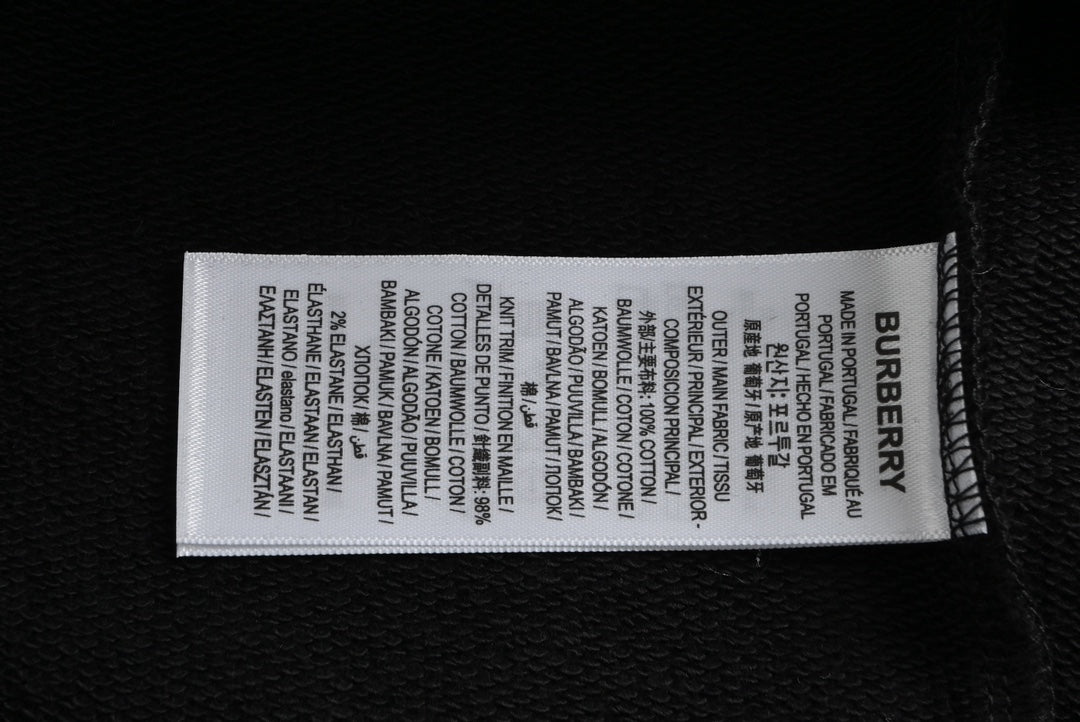 BURBERRY
MADE IN PORTUGAL / FABRIQUÉ AU
PORTUGAL / FABRICADO EM
PORTUGAL / HECHO EN PORTUGAL
원산지: 포르투갈
原産地 葡萄牙 / 原产地 葡萄牙
OUTER / MAIN FABRIC / TISSU
EXTÉRIEUR / PRINCIPAL / EXTERIOR-
COMPOSICIÓN PRINCIPAL /
外部/主要布料: 100% COTTON /
BAUMWOLLE / COTON / COTONE /
KATOEN / BOMULL / ALGODÓN /
ALGODÃO / PUUVILLA / BAMBAKI /
PAMUT / BAVLNA / PAMUT / ПОТІОК /
棉 / قطن
KNIT TRIM / FINITION EN MAILLE /
DETALLES DE PUNTO / 針織副料: 98%
COTTON / BAUMWOLLE / COTON /
COTONE / KATOEN / BOMULL /
ALGODÓN / ALGODÃO / PUUVILLA /
BAMBAKI / PAMUK / BAVLNA / PAMUT /
ХІПОТОК / 棉 / قطن
2% ELASTANE / ELASTHAN /
ÉLASTHANE / ELASTAAN / ELASTAN /
ELASTANO / elastano / ELASTAANI /
ΕΛΑΖΤΑΝΗ / ELASTEN / ELASZTÁN /